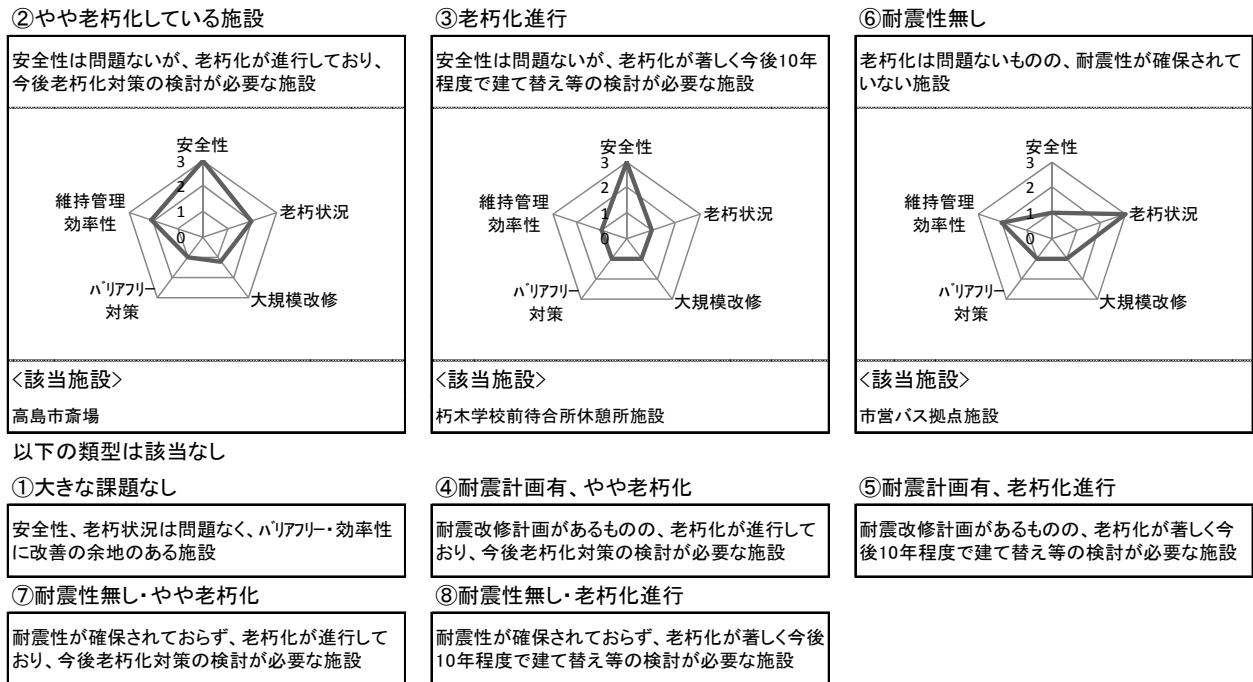 ②やや老朽化している施設
安全性は問題ないが、老朽化が進行しており、
今後老朽化対策の検討が必要な施設
安全性
3
2
1
0
老朽状況
大規模改修
バリアフリー
対策
維持管理
効率性
<該当施設>
高島市斎場
③老朽化進行
安全性は問題ないが、老朽化が著しく今後10年
程度で建て替え等の検討が必要な施設
安全性
3
2
1
0
老朽状況
大規模改修
バリアフリー
対策
維持管理
効率性
<該当施設>
朽木学校前待合所休憩所施設
⑥耐震性無し
老朽化は問題ないものの、耐震性が確保されて
いない施設
安全性
3
2
1
0
老朽状況
大規模改修
バリアフリー
対策
維持管理
効率性
<該当施設>
市営バス拠点施設
以下の類型は該当なし
①大きな課題なし
安全性、老朽状況は問題なく、バリアフリー・効率性
に改善の余地のある施設
④耐震計画有、やや老朽化
耐震改修計画があるものの、老朽化が進行して
おり、今後老朽化対策の検討が必要な施設
⑤耐震計画有、老朽化進行
耐震改修計画があるものの、老朽化が著しく今
後10年程度で建て替え等の検討が必要な施設
⑦耐震性無し・やや老朽化
耐震性が確保されておらず、老朽化が進行して
おり、今後老朽化対策の検討が必要な施設
⑧耐震性無し・老朽化進行
耐震性が確保されておらず、老朽化が著しく今後
10年程度で建て替え等の検討が必要な施設